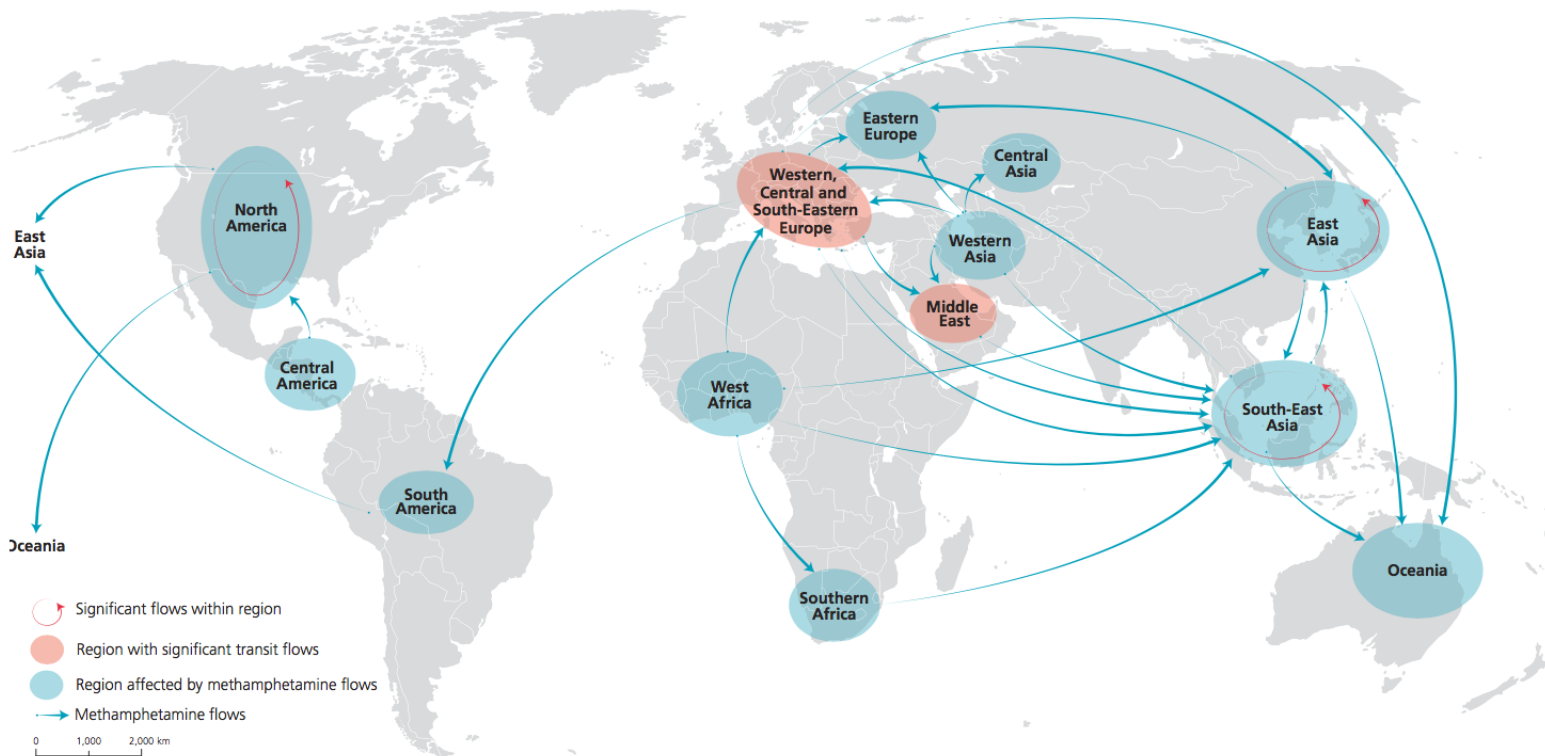 Eastern
Europe
Central
Asia
Western,
Central and
South-Eastern
Europe
North
America
East
Asia
East
Asia
Western
Asia
Middle
East
Central
America
West
Africa
South-East
Asia
South
America
Oceania
Oceania
Southern
Africa
Significant flows within region
Region with significant transit flows
Region affected by methamphetamine flows
Methamphetamine flows
0 1,000 2,000 km